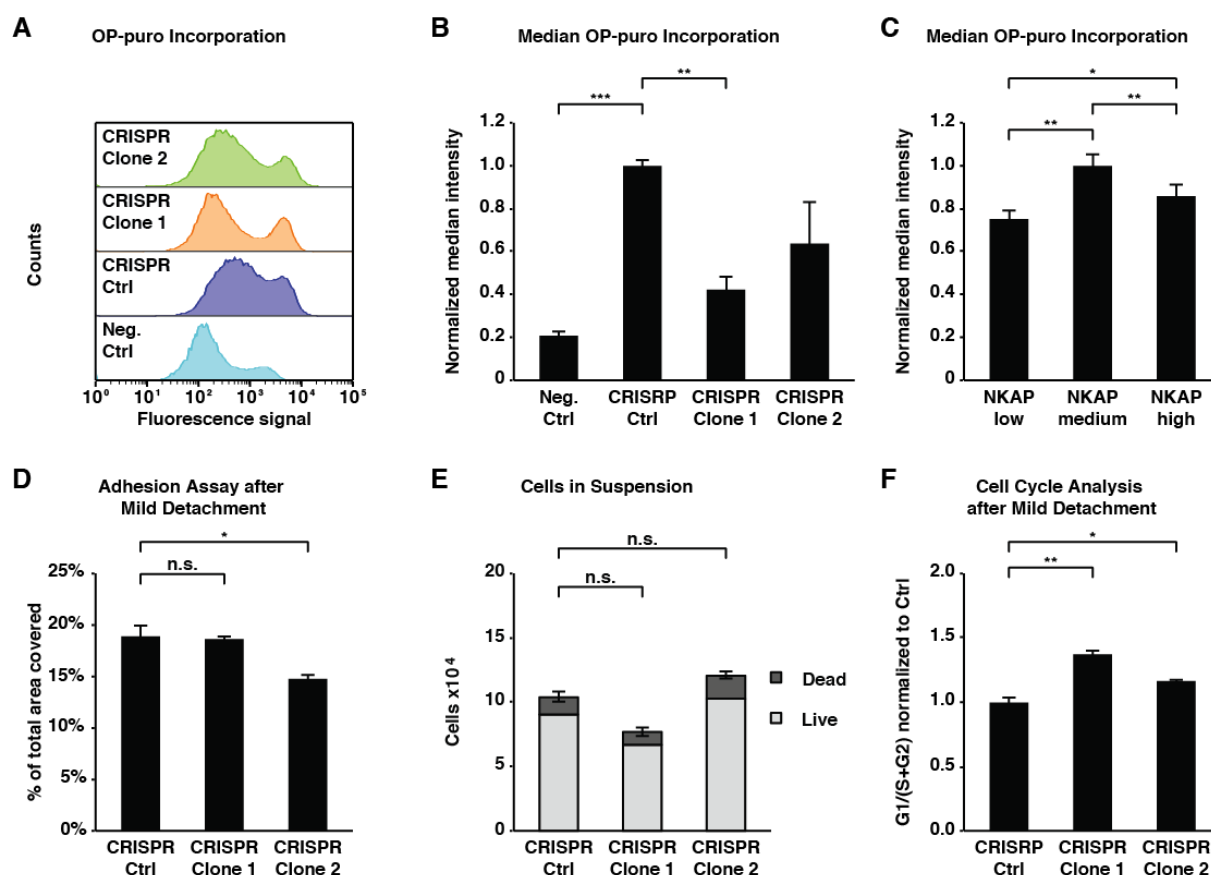 A
OP-puro Incorporation
Counts
CRISPR
Clone 2
CRISPR
Clone 1
CRISPR
Ctrl
Neg.
Ctrl
10⁰ 10¹ 10² 10³ 10⁴ 10⁵
Fluorescence signal
B
Median OP-puro Incorporation
**
***
Normalized median intensity
1.2
1.0
0.8
0.6
0.4
0.2
0
Neg. CRISRP CRISPR CRISPR
Ctrl Ctrl Clone 1 Clone 2
C
Median OP-puro Incorporation
*
**
**
Normalized median intensity
1.2
1.0
0.8
0.6
0.4
0.2
0
NKAP NKAP NKAP
low medium high
D
Adhesion Assay after
Mild Detachment
*
n.s.
% of total area covered
25%
20%
15%
10%
5%
0%
CRISPR CRISPR CRISPR
Ctrl Clone 1 Clone 2
E
Cells in Suspension
n.s.
n.s.
Cells x10⁴
20
15
10
5
0
Dead
Live
CRISPR CRISPR CRISPR
Ctrl Clone 1 Clone 2
F
Cell Cycle Analysis
after Mild Detachment
*
**
G1/(S+G2) normalized to Ctrl
2.0
1.5
1.0
0.5
0.0
CRISRP CRISPR CRISPR
Ctrl Clone 1 Clone 2